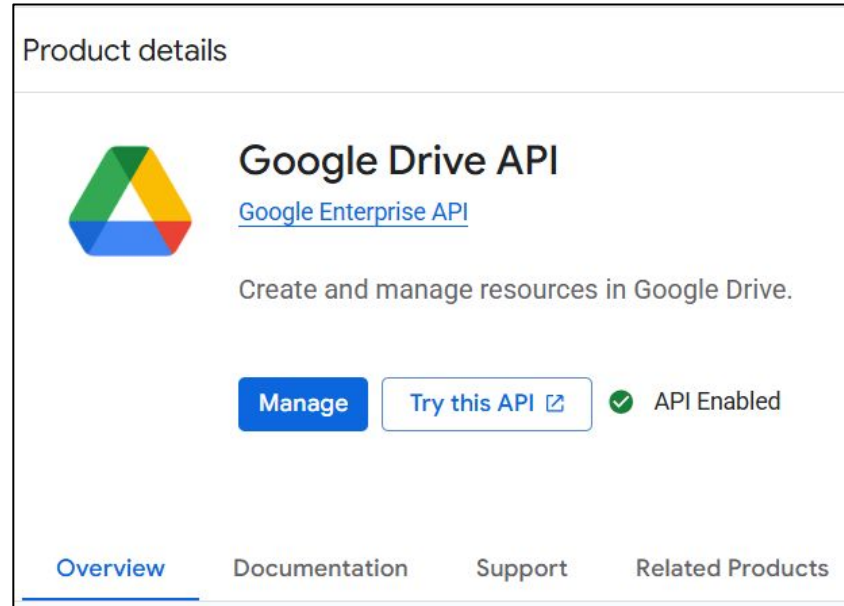 Product details
Google Drive API
Google Enterprise API
Create and manage resources in Google Drive.
Manage Try this API API Enabled
Overview Documentation Support Related Products